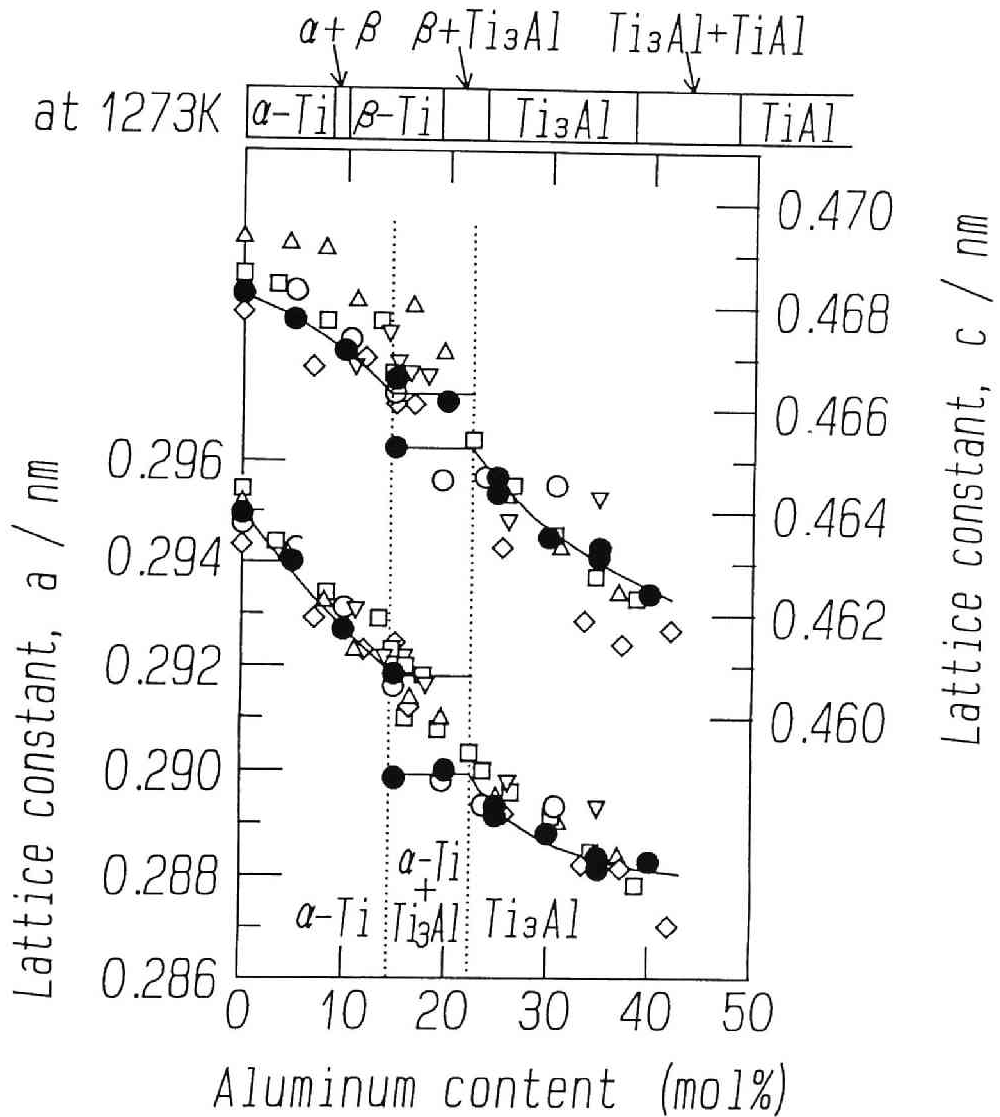 α+β β+Ti₃Al Ti₃Al+TiAl
at 1273K α-Ti β-Ti Ti₃Al TiAl
0.470
0.468
0.466
0.464
0.462
0.460
Lattice constant, c / nm
0.296
0.294
0.292
0.290
0.288
0.286
Lattice constant, a / nm
α-Ti
α-Ti
+
Ti₃Al
Ti₃Al
0 10 20 30 40 50
Aluminum content (mol%)